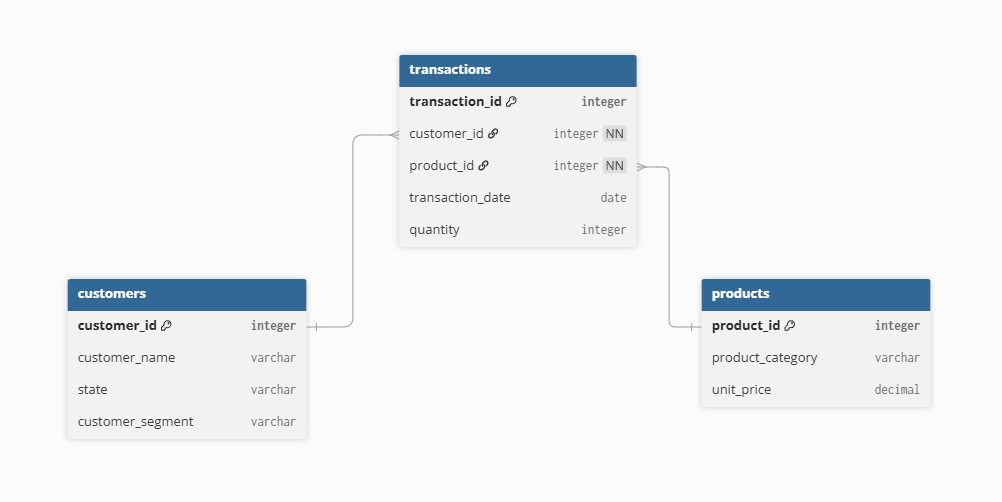 transactions
transaction_id integer
customer_id integer NN
product_id integer NN
transaction_date date
quantity integer
customers
customer_id integer
customer_name varchar
state varchar
customer_segment varchar
products
product_id integer
product_category varchar
unit_price decimal